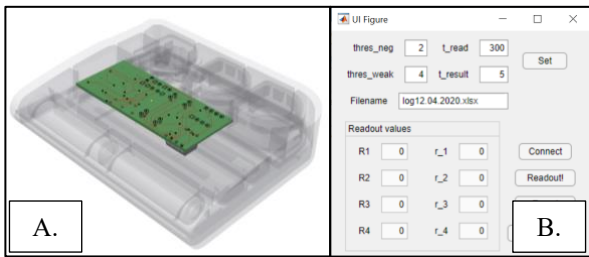 UI Figure
thres_neg 2 t_read 300
Set
thres_weak 4 t_result 5
Filename log12.04.2020.xlsx
Readout values
R1 0 r_1 0 Connect
R2 0 r_2 0 Readout!
R3 0 r_3 0
R4 0 r_4 0
A.
B.